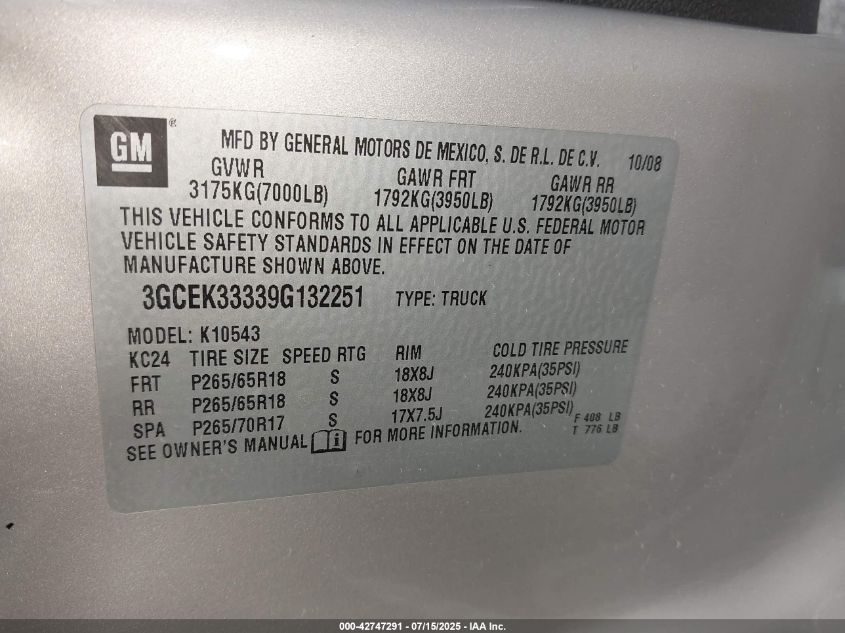 GM ®
MFD BY GENERAL MOTORS DE MEXICO, S. DE R.L. DE C.V. 10/08
GVWR GAWR FRT GAWR RR
3175KG(7000LB) 1792KG(3950LB) 1792KG(3950LB)
THIS VEHICLE CONFORMS TO ALL APPLICABLE U.S. FEDERAL MOTOR
VEHICLE SAFETY STANDARDS IN EFFECT ON THE DATE OF
MANUFACTURE SHOWN ABOVE.
3GCEK33339G132251 TYPE: TRUCK
MODEL: K10543
KC24 TIRE SIZE SPEED RTG RIM COLD TIRE PRESSURE
FRT P265/65R18 S 18X8J 240KPA(35PSI)
RR P265/65R18 S 18X8J 240KPA(35PSI)
SPA P265/70R17 S 17X7.5J 240KPA(35PSI) F 408 LB
SEE OWNER'S MANUAL FOR MORE INFORMATION. T 776 LB
000-42747291 - 07/15/2025 - IAA Inc.